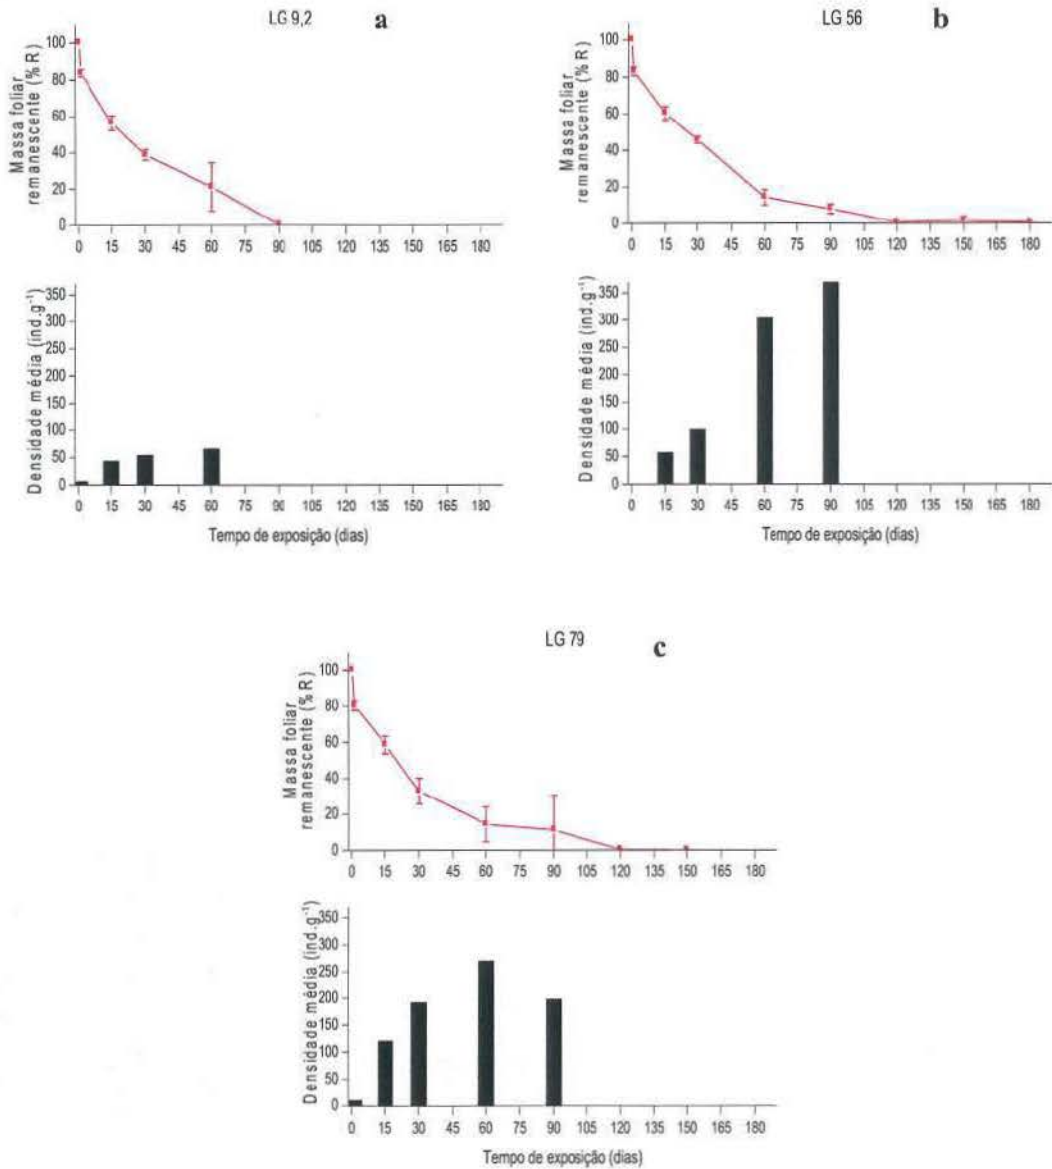 LG 9,2
a
Massa foliar
remanescente (% R)
100
80
60
40
20
0
0 15 30 45 60 75 90 105 120 135 150 165 180
Densidade média (ind.g⁻¹)
350
300
250
200
150
100
50
0
0 15 30 45 60 75 90 105 120 135 150 165 180
Tempo de exposição (dias)
LG 56
b
Massa foliar
remanescente (% R)
100
80
60
40
20
0
0 15 30 45 60 75 90 105 120 135 150 165 180
Densidade média (ind.g⁻¹)
350
300
250
200
150
100
50
0
0 15 30 45 60 75 90 105 120 135 150 165 180
Tempo de exposição (dias)
LG 79
c
Massa foliar
remanescente (% R)
100
80
60
40
20
0
0 15 30 45 60 75 90 105 120 135 150 165 180
Densidade média (ind.g⁻¹)
350
300
250
200
150
100
50
0
0 15 30 45 60 75 90 105 120 135 150 165 180
Tempo de exposição (dias)